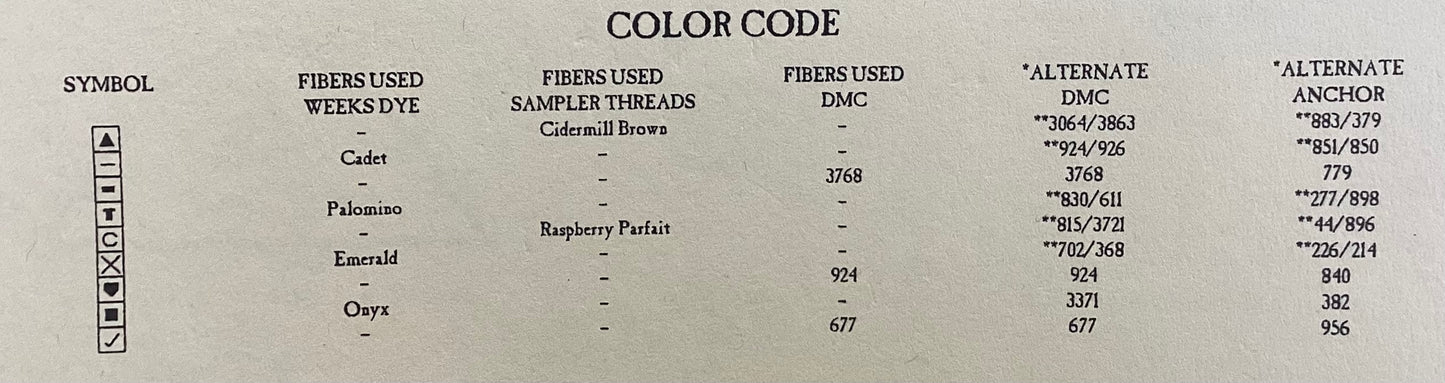 COLOR CODE
SYMBOL FIBERS USED WEEKS DYE FIBERS USED SAMPLER THREADS FIBERS USED DMC *ALTERNATE DMC *ALTERNATE ANCHOR
▲ – Cidermill Brown – **3064/3863 **883/379
– Cadet – – **924/926 **851/850
▬ – – 3768 3768 779
T Palomino – – **830/611 **277/898
C – Raspberry Parfait – **815/3721 **44/896
X Emerald – – **702/368 **226/214
♥ – – 924 924 840
■ Onyx – – 3371 382
✓ – – 677 677 956